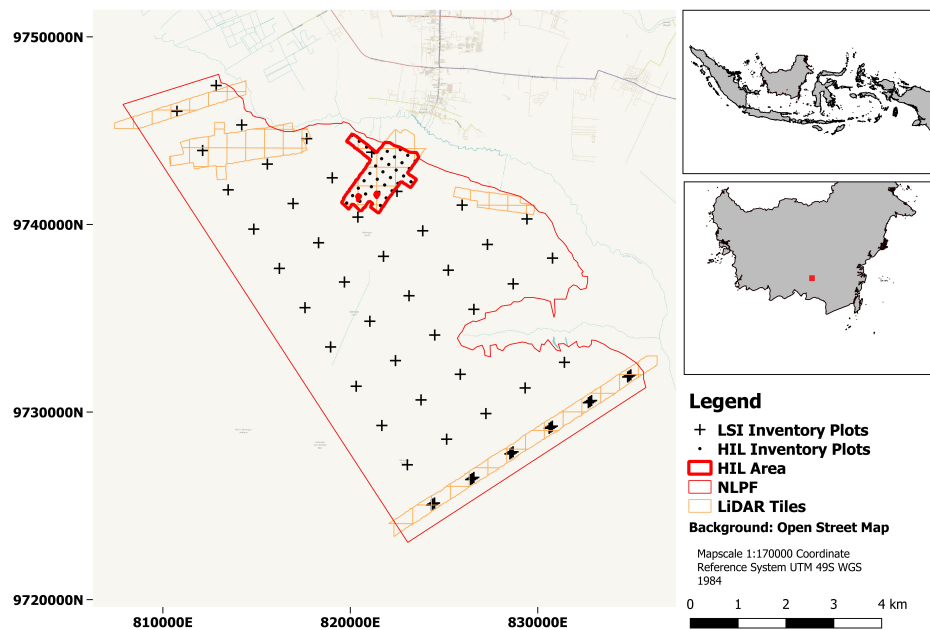 9750000N
9740000N
9730000N
9720000N
810000E
820000E
830000E
Legend
LSI Inventory Plots
HIL Inventory Plots
HIL Area
NLPF
LiDAR Tiles
Background: Open Street Map
Mapscale 1:170000 Coordinate
Reference System UTM 49S WGS
1984
0 1 2 3 4 km